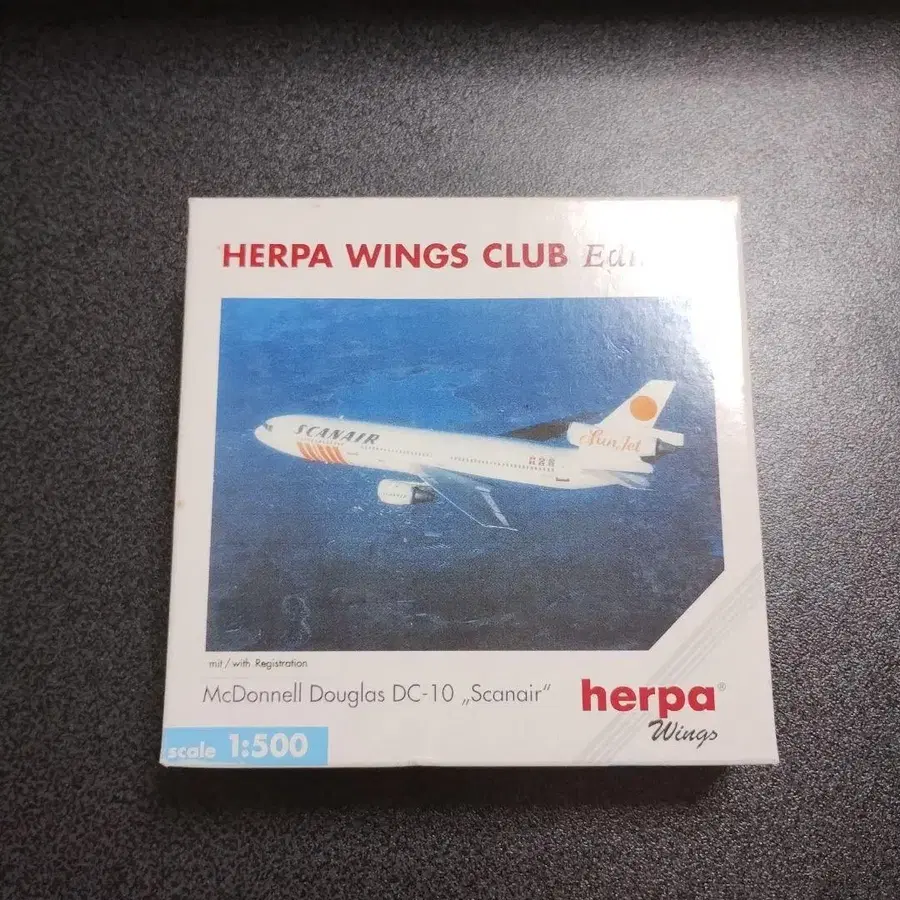 HERPA WINGS CLUB
SCANAIR
Sun Jet
mit / with Registration
McDonnell Douglas DC-10 „Scanair“
herpa®
Wings
scale 1:500